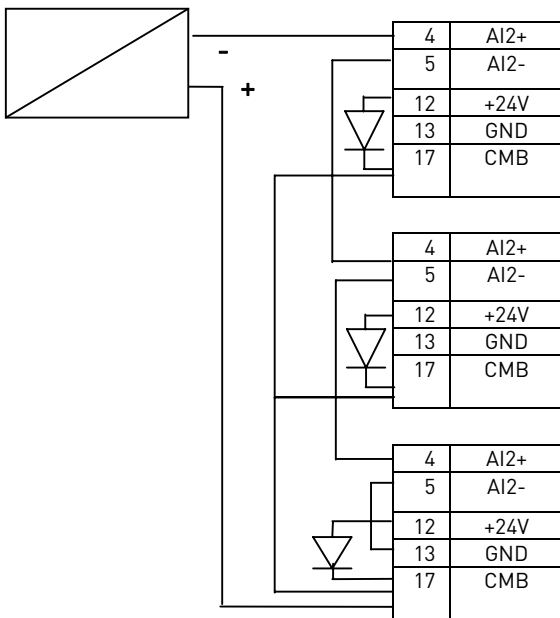 -
+
4 AI2+
5 AI2-
12 +24V
13 GND
17 CMB
4 AI2+
5 AI2-
12 +24V
13 GND
17 CMB
4 AI2+
5 AI2-
12 +24V
13 GND
17 CMB